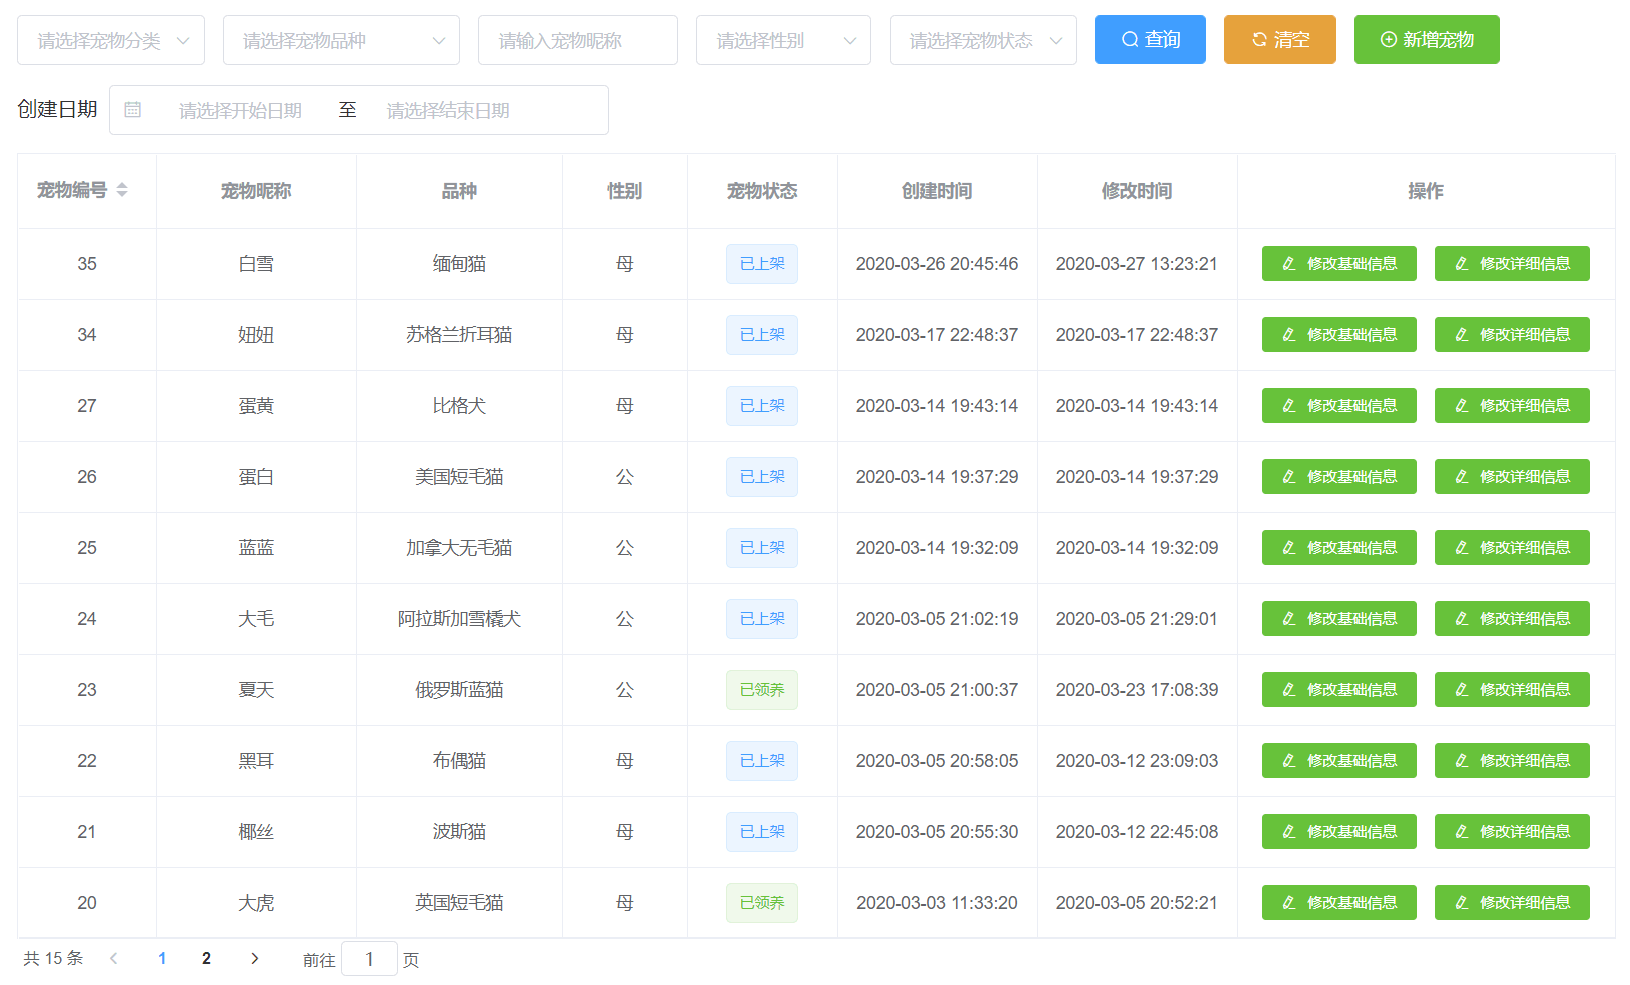 请选择宠物分类 请选择宠物品种 请输入宠物昵称 请选择性别 请选择宠物状态 查询 清空 新增宠物
创建日期 请选择开始日期 至 请选择结束日期
宠物编号 宠物昵称 品种 性别 宠物状态 创建时间 修改时间 操作
35 白雪 缅甸猫 母 已上架 2020-03-26 20:45:46 2020-03-27 13:23:21 修改基础信息 修改详细信息
34 妞妞 苏格兰折耳猫 母 已上架 2020-03-17 22:48:37 2020-03-17 22:48:37 修改基础信息 修改详细信息
27 蛋黄 比格犬 母 已上架 2020-03-14 19:43:14 2020-03-14 19:43:14 修改基础信息 修改详细信息
26 蛋白 美国短毛猫 公 已上架 2020-03-14 19:37:29 2020-03-14 19:37:29 修改基础信息 修改详细信息
25 蓝蓝 加拿大无毛猫 公 已上架 2020-03-14 19:32:09 2020-03-14 19:32:09 修改基础信息 修改详细信息
24 大毛 阿拉斯加雪橇犬 公 已上架 2020-03-05 21:02:19 2020-03-05 21:29:01 修改基础信息 修改详细信息
23 夏天 俄罗斯蓝猫 公 已领养 2020-03-05 21:00:37 2020-03-23 17:08:39 修改基础信息 修改详细信息
22 黑耳 布偶猫 母 已上架 2020-03-05 20:58:05 2020-03-12 23:09:03 修改基础信息 修改详细信息
21 椰丝 波斯猫 母 已上架 2020-03-05 20:55:30 2020-03-12 22:45:08 修改基础信息 修改详细信息
20 大虎 英国短毛猫 母 已领养 2020-03-03 11:33:20 2020-03-05 20:52:21 修改基础信息 修改详细信息
共 15 条 1 2 前往 1 页